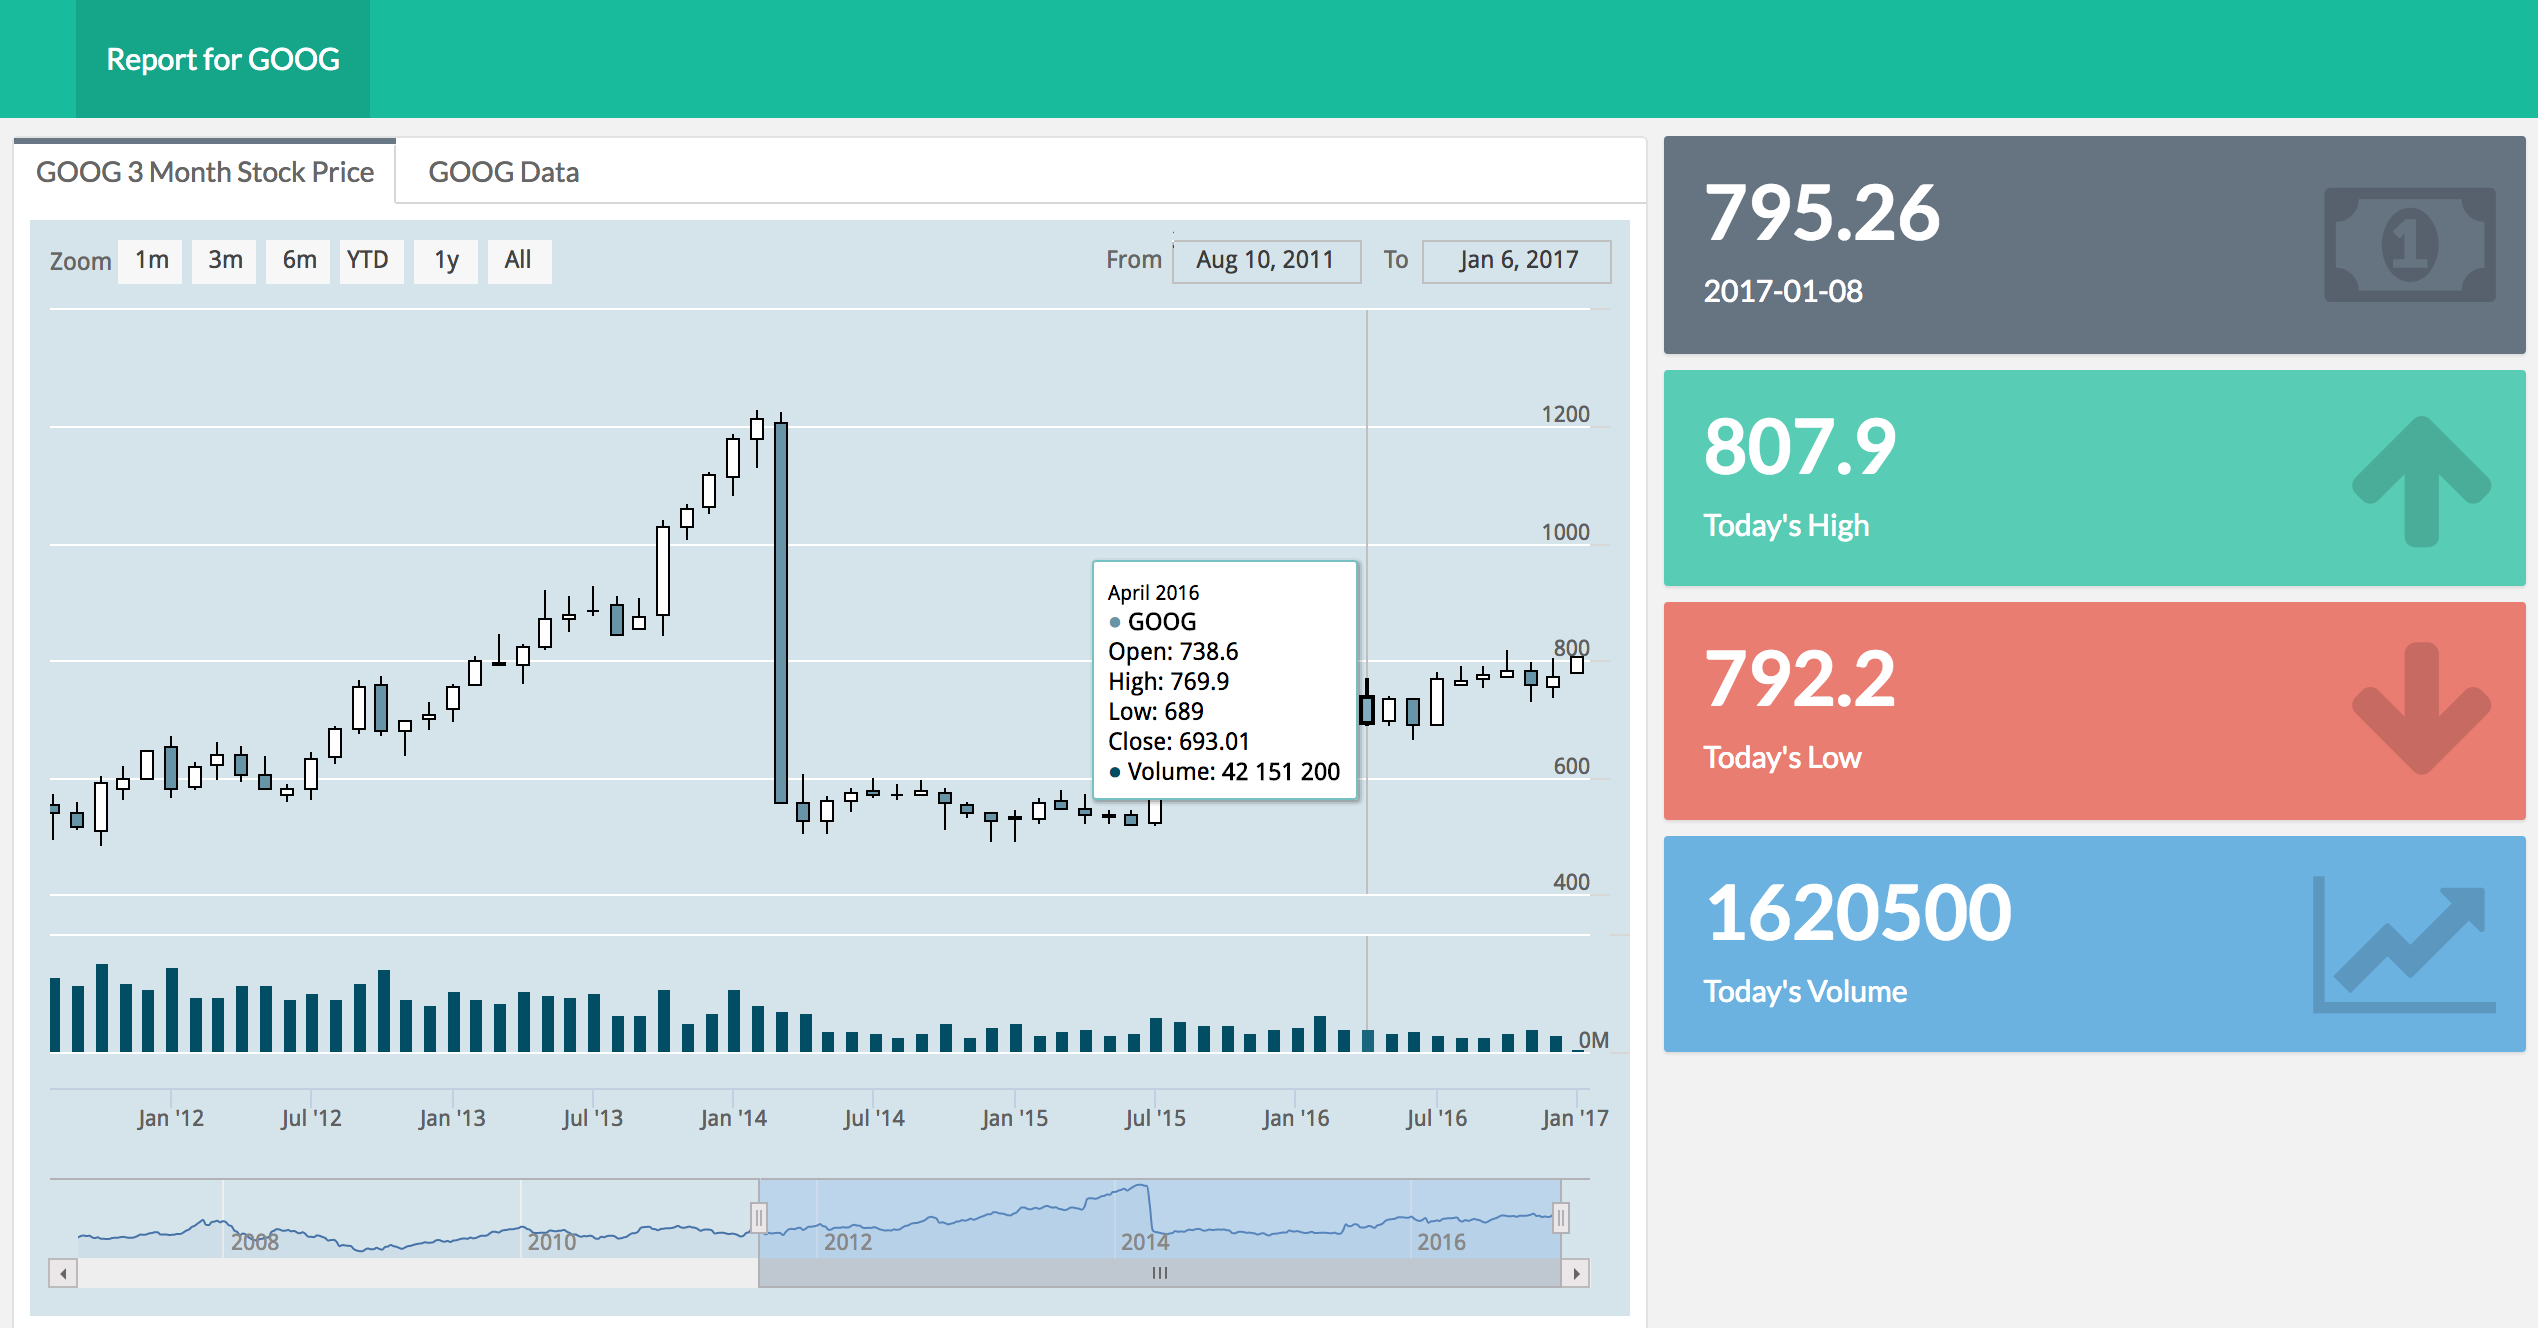 Report for GOOG
GOOG 3 Month Stock Price
GOOG Data
Zoom 1m 3m 6m YTD 1y All
From Aug 10, 2011 To Jan 6, 2017
1200
1000
800
600
400
April 2016
● GOOG
Open: 738.6
High: 769.9
Low: 689
Close: 693.01
● Volume: 42 151 200
0M
Jan '12 Jul '12 Jan '13 Jul '13 Jan '14 Jul '14 Jan '15 Jul '15 Jan '16 Jul '16 Jan '17
2008 2010 2012 2014 2016
795.26
2017-01-08
807.9
Today's High
792.2
Today's Low
1620500
Today's Volume
1